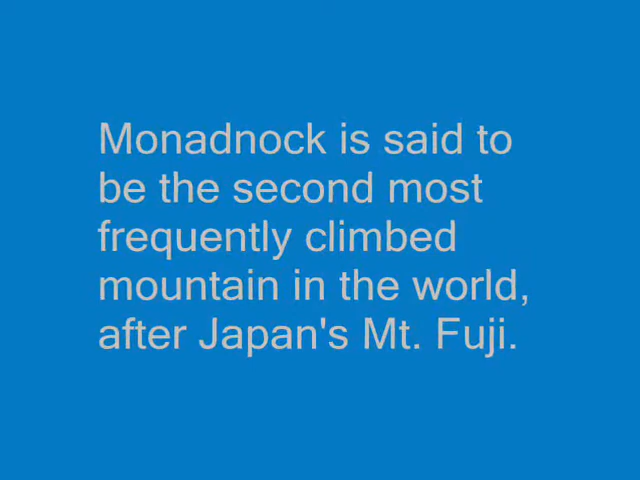 Monadnock is said to
be the second most
frequently climbed
mountain in the world,
after Japan's Mt. Fuji.